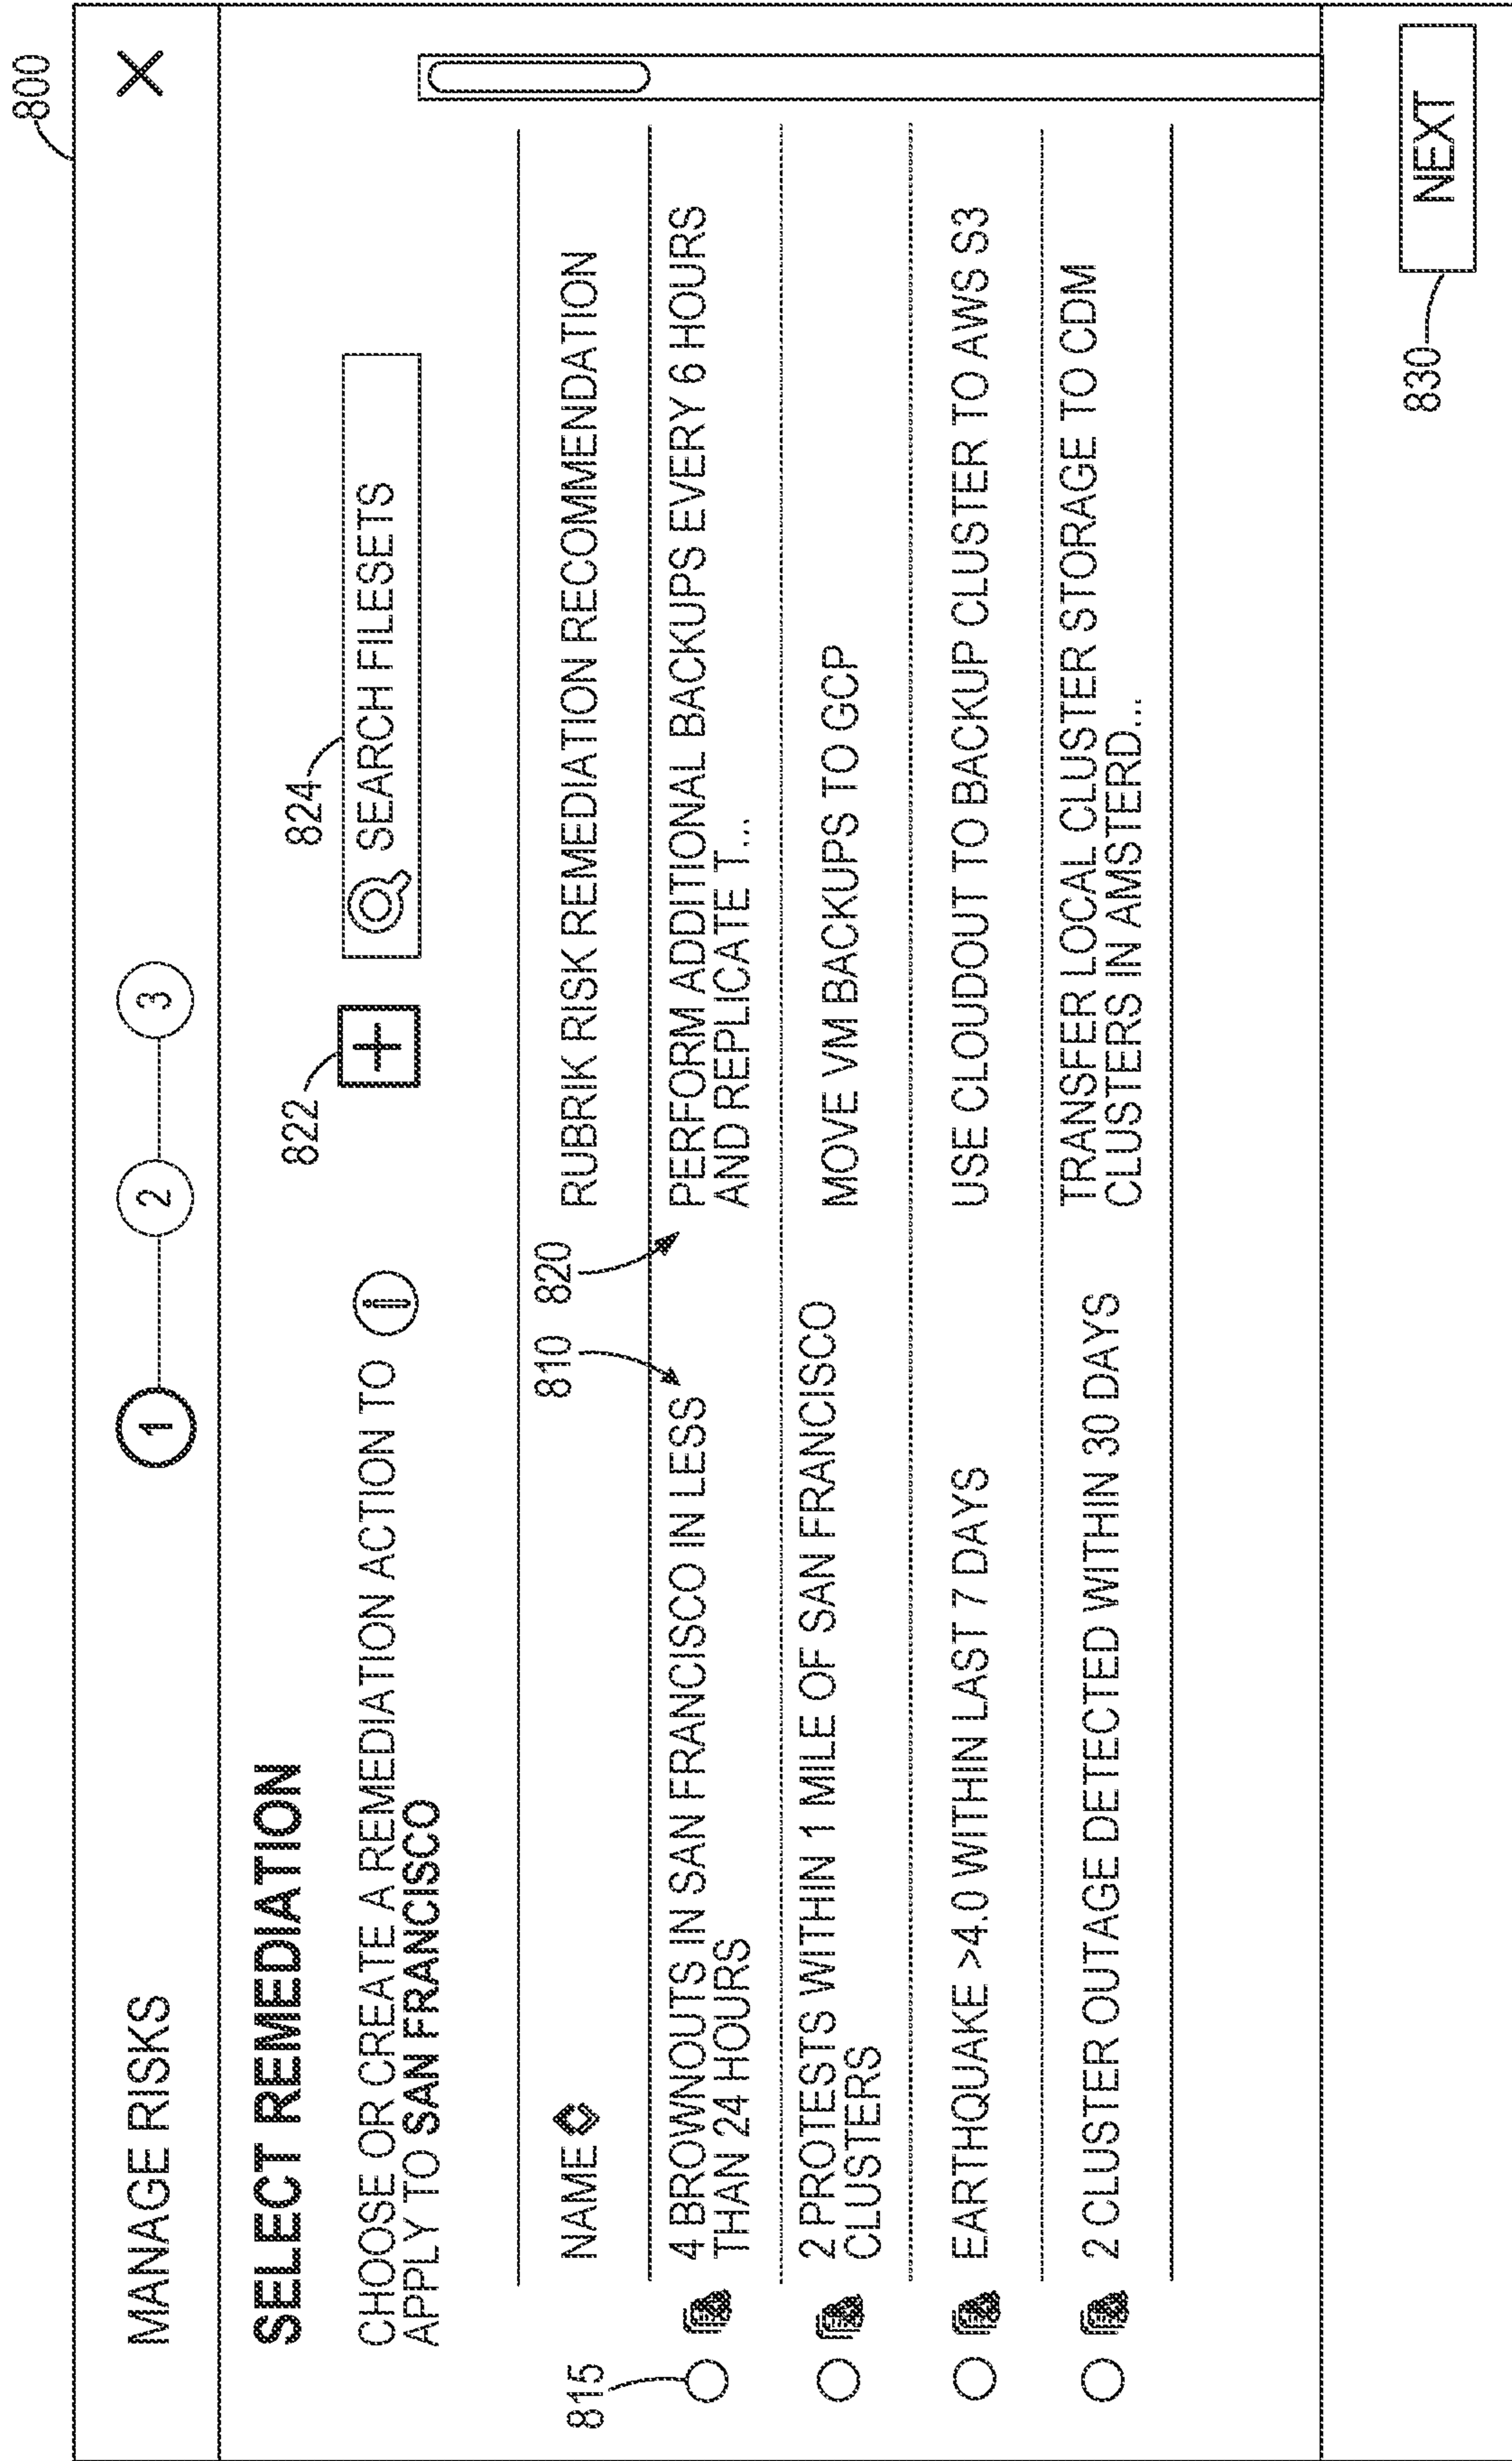 800
MANAGE RISKS
1
2
3
X
SELECT REMEDIATION
822
824
CHOOSE OR CREATE A REMEDIATION ACTION TO i
APPLY TO SAN FRANCISCO
+
SEARCH FILESETS
810
820
NAME
RUBRIK RISK REMEDIATION RECOMMENDATION
815
4 BROWNOUTS IN SAN FRANCISCO IN LESS
THAN 24 HOURS
PERFORM ADDITIONAL BACKUPS EVERY 6 HOURS
AND REPLICATE T...
2 PROTESTS WITHIN 1 MILE OF SAN FRANCISCO
CLUSTERS
MOVE VM BACKUPS TO GCP
EARTHQUAKE >4.0 WITHIN LAST 7 DAYS
USE CLOUDOUT TO BACKUP CLUSTER TO AWS S3
2 CLUSTER OUTAGE DETECTED WITHIN 30 DAYS
TRANSFER LOCAL CLUSTER STORAGE TO CDM
CLUSTERS IN AMSTERD...
830
NEXT